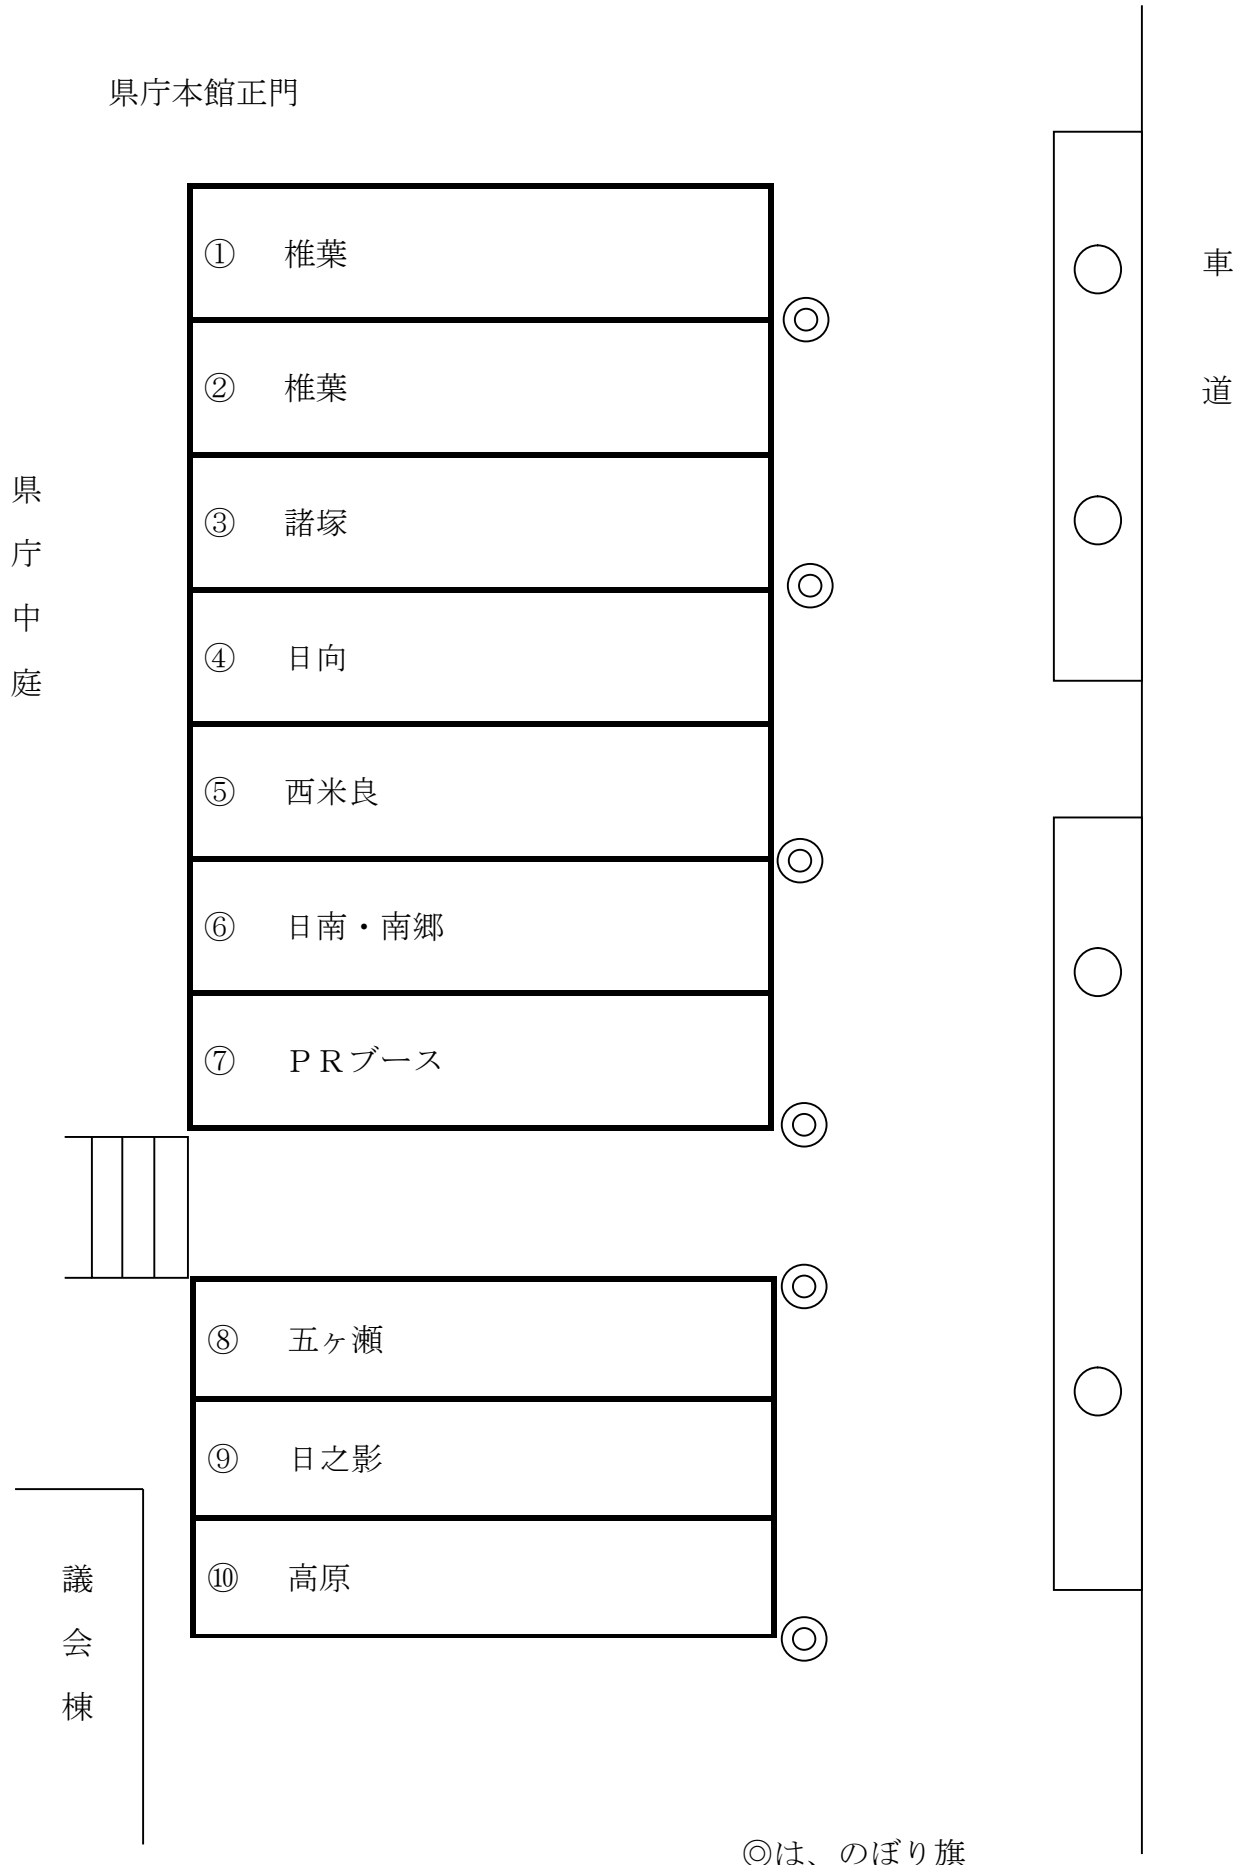 県庁本館正門
① 椎葉
② 椎葉
③ 諸塚
④ 日向
⑤ 西米良
⑥ 日南・南郷
⑦ ＰＲブース
⑧ 五ヶ瀬
⑨ 日之影
⑩ 高原
県庁中庭
議会棟
車道
◎は、のぼり旗